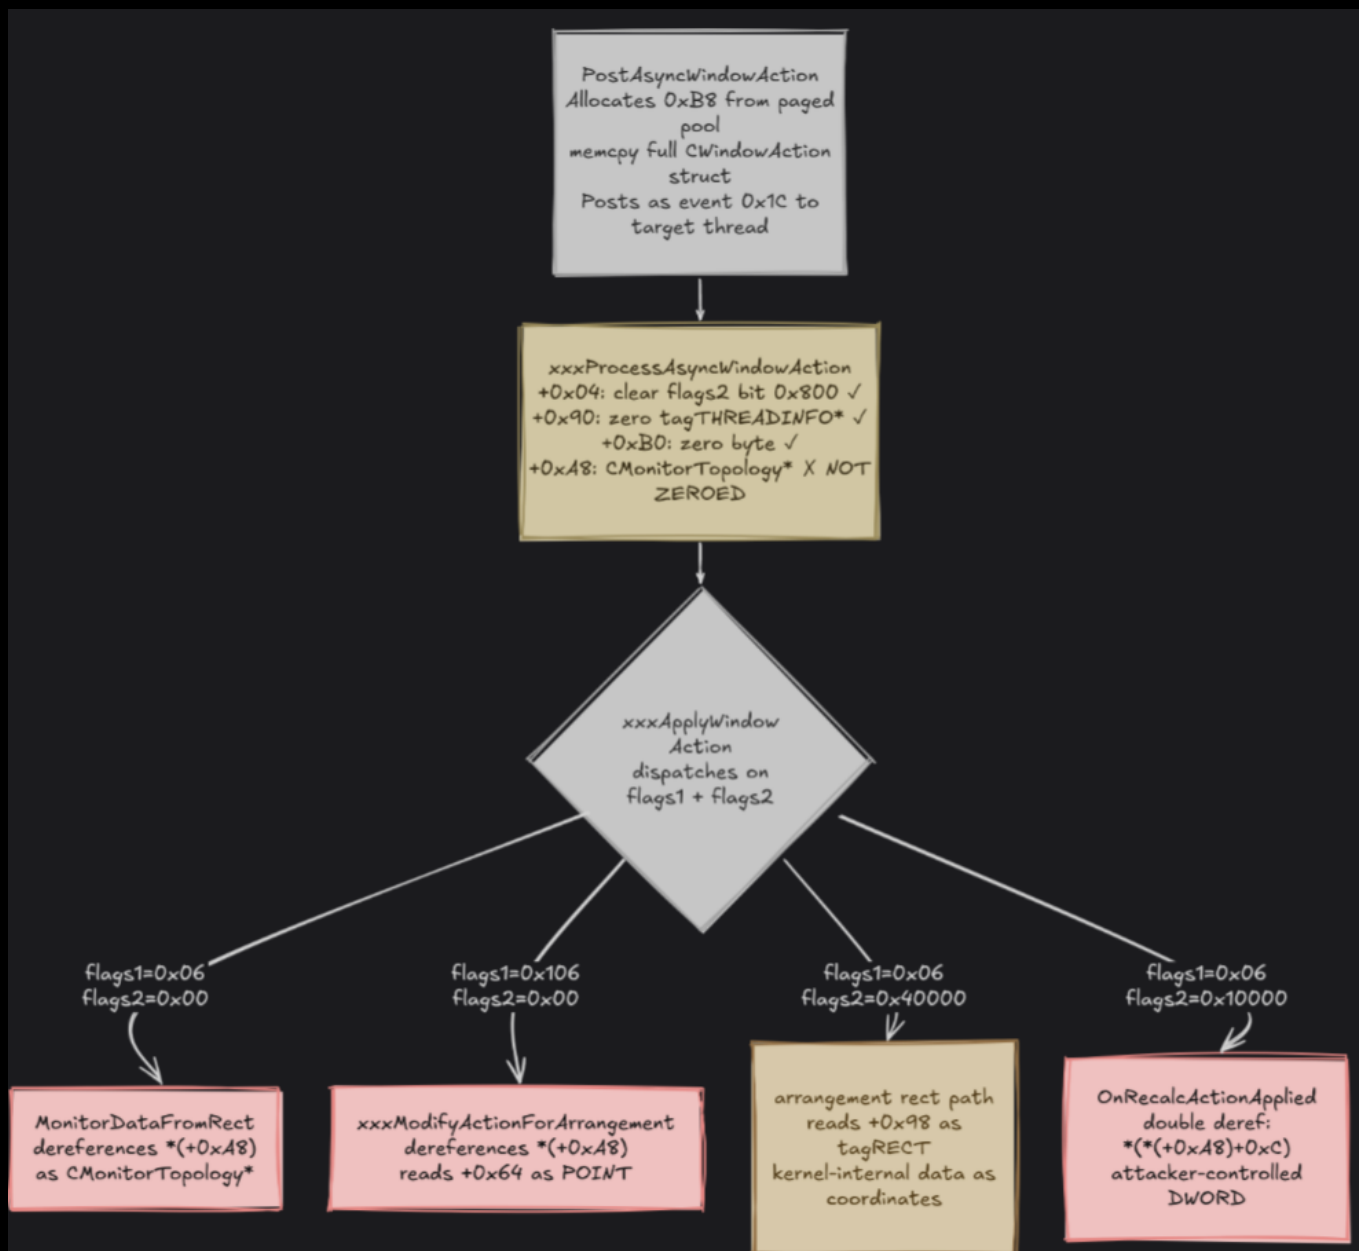 PostAsyncWindowAction
Allocates 0xB8 from paged
pool
memcpy full CWindowAction
struct
Posts as event 0x1C to
target thread
xxxProcessAsyncWindowAction
+0x04: clear flags2 bit 0x800 ✓
+0x90: zero tagTHREADINFO* ✓
+0xB0: zero byte ✓
+0xA8: CMonitorTopology* ✗ NOT
ZEROED
xxxApplyWindow
Action
dispatches on
flags1 + flags2
flags1=0x06
flags2=0x00
flags1=0x106
flags2=0x00
flags1=0x06
flags2=0x40000
flags1=0x06
flags2=0x10000
MonitorDataFromRect
dereferences *(+0xA8)
as CMonitorTopology*
xxxModifyActionForArrangement
dereferences *(+0xA8)
reads +0x64 as POINT
arrangement rect path
reads +0x98 as
tagRECT
kernel-internal data as
coordinates
OnRecalcActionApplied
double deref:
*(*(+0xA8)+0xC)
attacker-controlled
DWORD